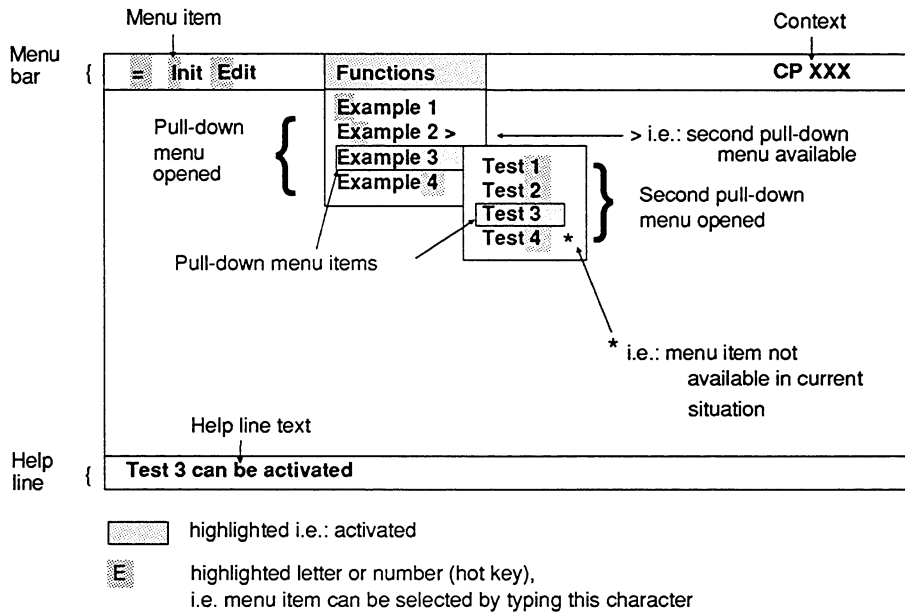 Menu item
Context
Menu
bar {
= Init Edit Functions CP XXX
Example 1
Example 2 >
Example 3
Example 4
Pull-down
menu
opened {
> i.e.: second pull-down
menu available
Test 1
Test 2
Test 3
Test 4 *
} Second pull-down
menu opened
Pull-down menu items
* i.e.: menu item not
available in current
situation
Help line text
Help
line {
Test 3 can be activated
highlighted i.e.: activated
E highlighted letter or number (hot key),
i.e. menu item can be selected by typing this character